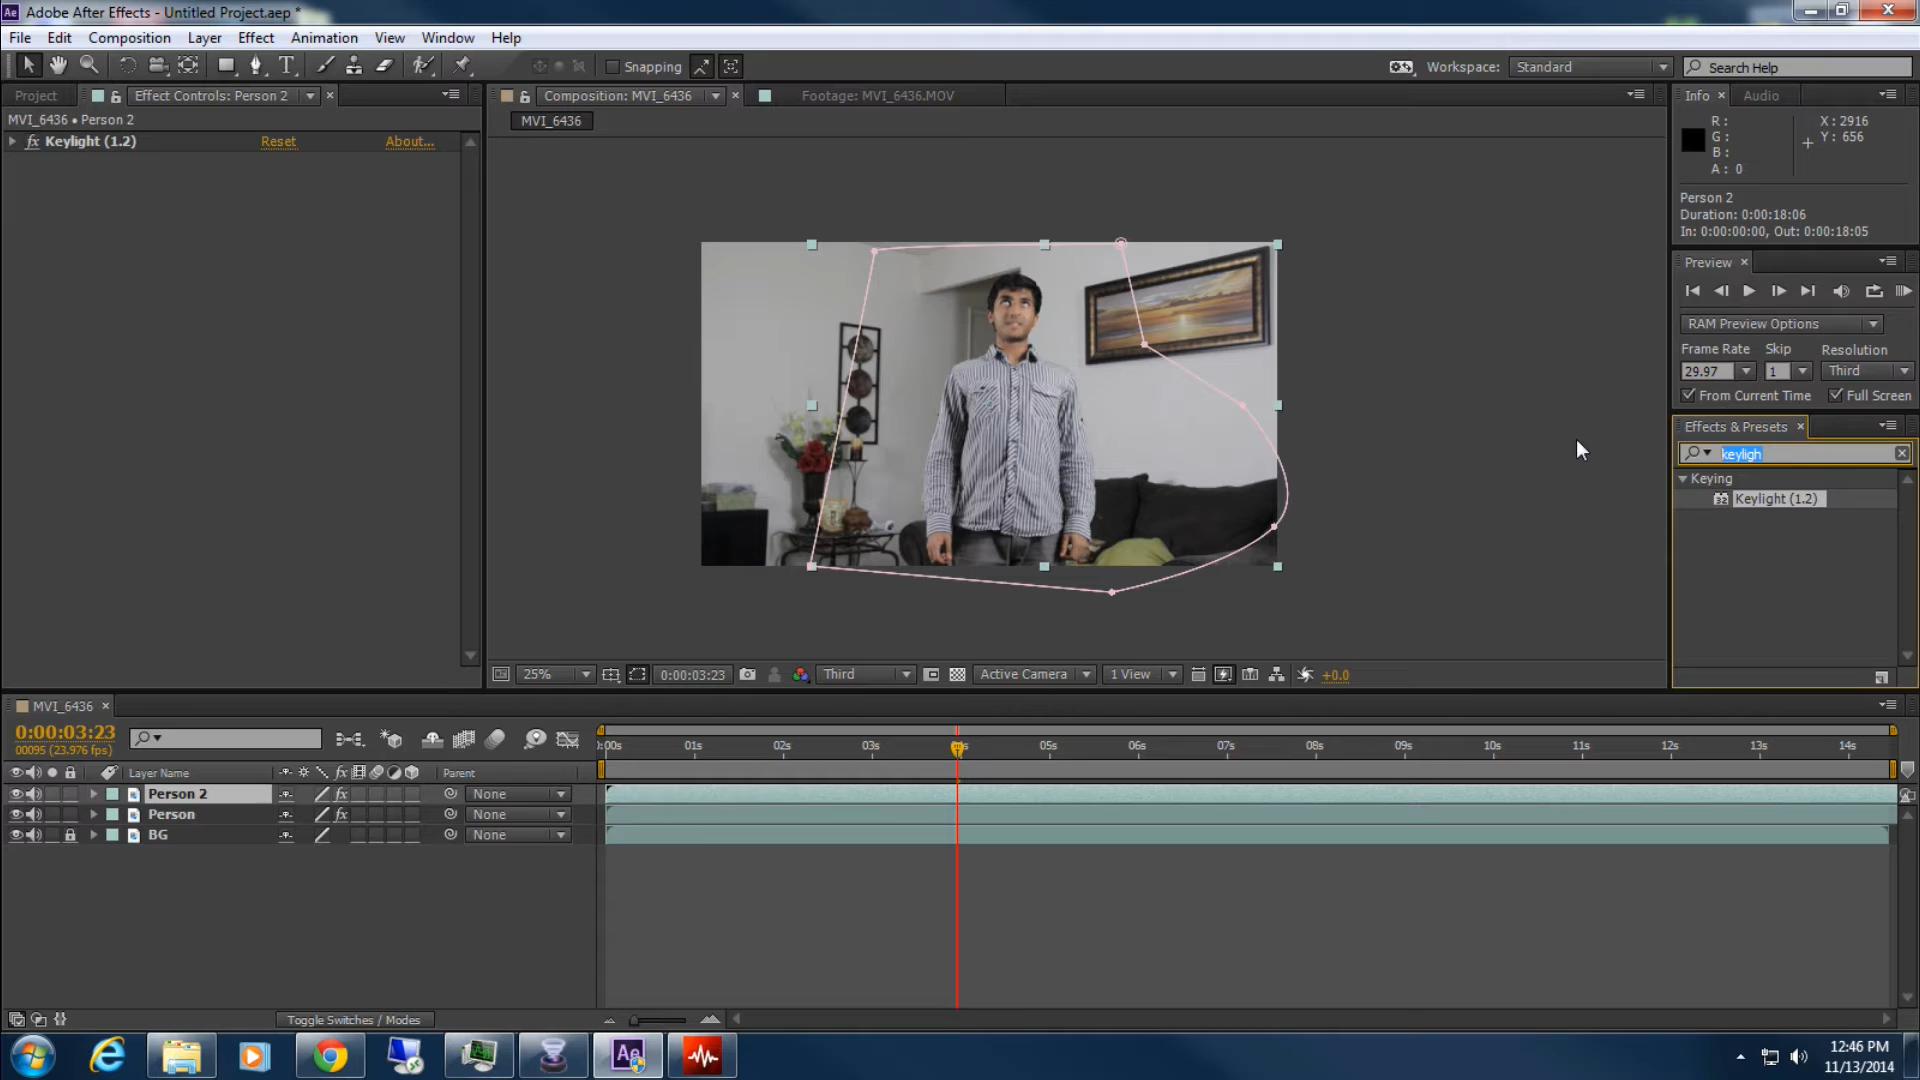 Ae Adobe After Effects - Untitled Project.aep *
File Edit Composition Layer Effect Animation View Window Help
T Snapping Workspace: Standard Search Help
Project Effect Controls: Person 2 Composition: MVI_6436 Footage: MVI_6436.MOV Info Audio
MVI_6436 • Person 2
MVI_6436
fx Keylight (1.2) Reset About...
R: X: 2916
G: Y: 656
B:
A: 0
Person 2
Duration: 0:00:18:06
In: 0:00:00:00, Out: 0:00:18:05
Preview
RAM Preview Options
Frame Rate Skip Resolution
29.97 1 Third
From Current Time Full Screen
Effects & Presets
keyligh
Keying
32 Keylight (1.2)
25% 0:00:03:23 Third Active Camera 1 View +0.0
MVI_6436
0:00:03:23
00095 (23.976 fps)
:00s 01s 02s 03s s 05s 06s 07s 08s 09s 10s 11s 12s 13s 14s
Layer Name fx Parent
Person 2 fx None
Person fx None
BG None
Toggle Switches / Modes
Ae
12:46 PM
11/13/2014